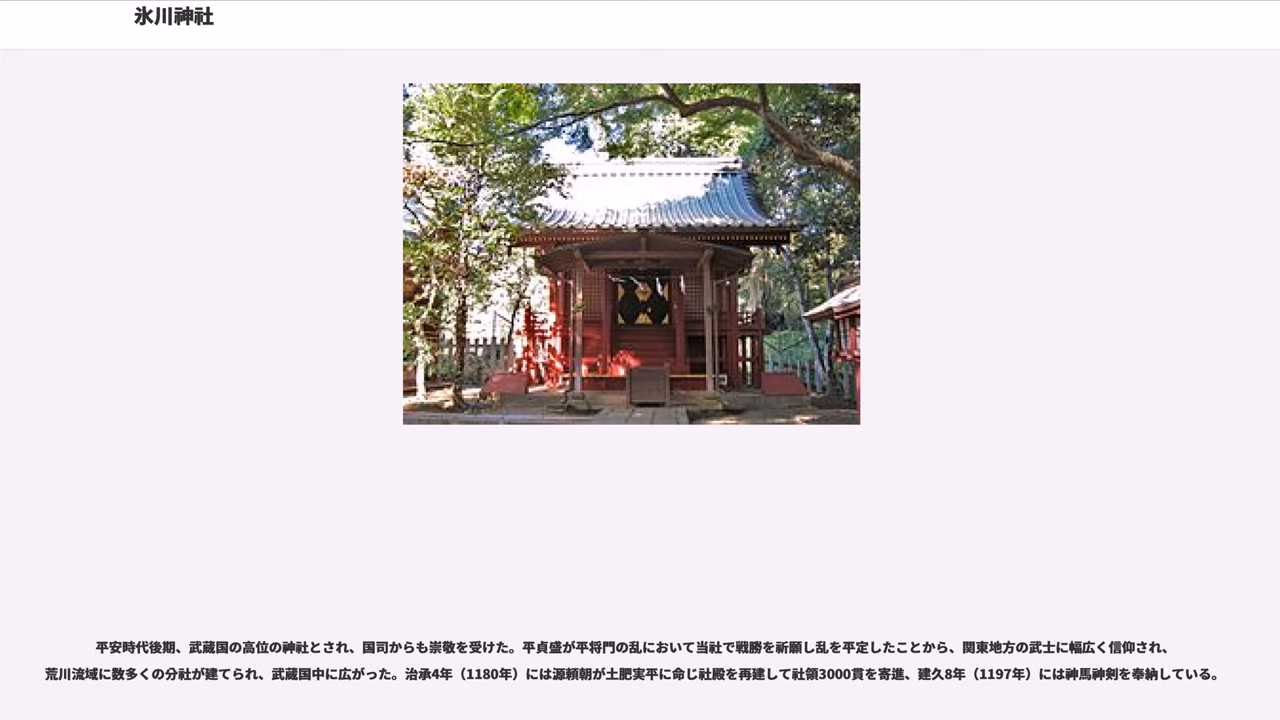 氷川神社
平安時代後期、武蔵国の高位の神社とされ、国司からも崇敬を受けた。平貞盛が平将門の乱において当社で戦勝を祈願し乱を平定したことから、関東地方の武士に幅広く信仰され、
荒川流域に数多くの分社が建てられ、武蔵国中に広がった。治承4年（1180年）には源頼朝が土肥実平に命じ社殿を再建して社領3000貫を寄進、建久8年（1197年）には神馬神剣を奉納している。